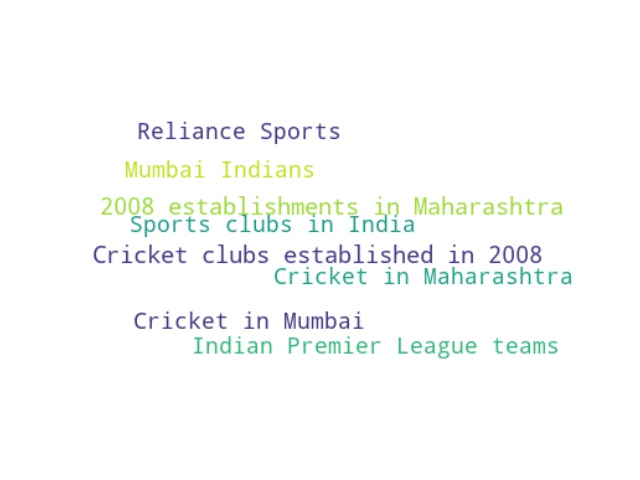 Reliance Sports
Mumbai Indians
2008 establishments in Maharashtra
Sports clubs in India
Cricket clubs established in 2008
Cricket in Maharashtra
Cricket in Mumbai
Indian Premier League teams